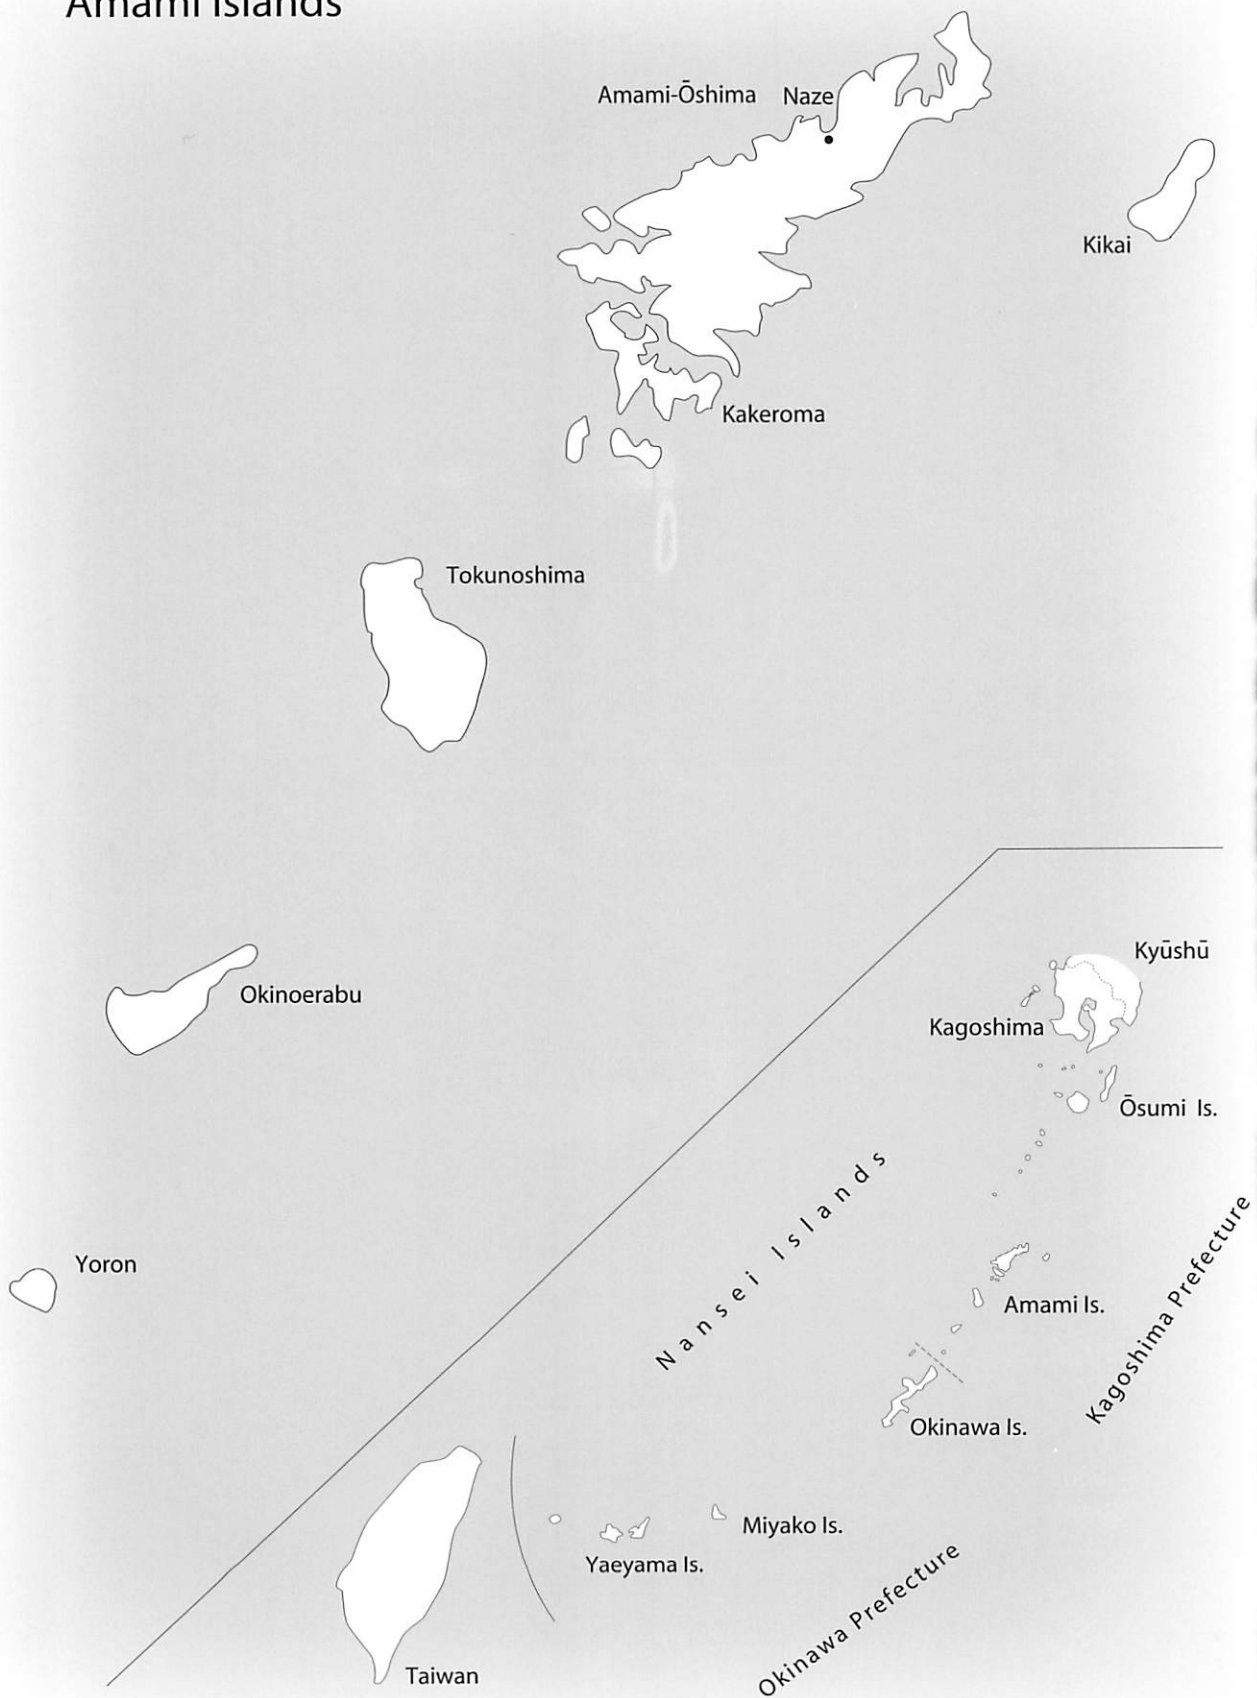 Amami Islands
Amami-Ōshima
Naze
Kikai
Kakeroma
Tokunoshima
Okinoerabu
Yoron
Kyūshū
Kagoshima
Ōsumi Is.
Nansei Islands
Amami Is.
Kagoshima Prefecture
Okinawa Is.
Miyako Is.
Yaeyama Is.
Okinawa Prefecture
Taiwan